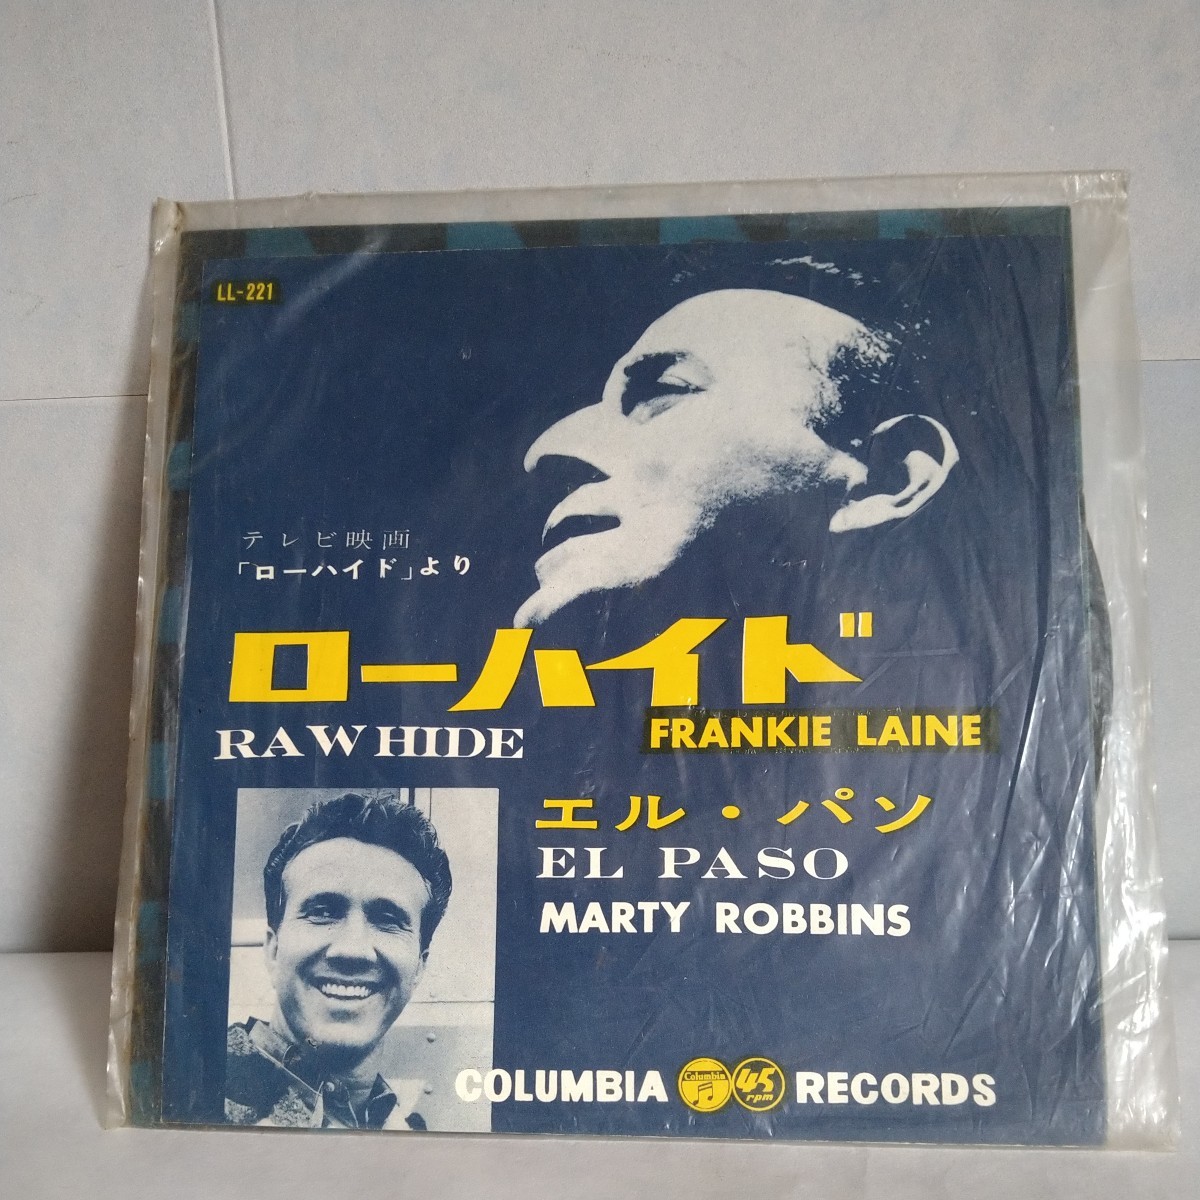 LL-221
テレビ映画
「ローハイド」より
ローハイド
RAWHIDE
FRANKIE LAINE
エル・パソ
EL PASO
MARTY ROBBINS
COLUMBIA Columbia 45 rpm RECORDS